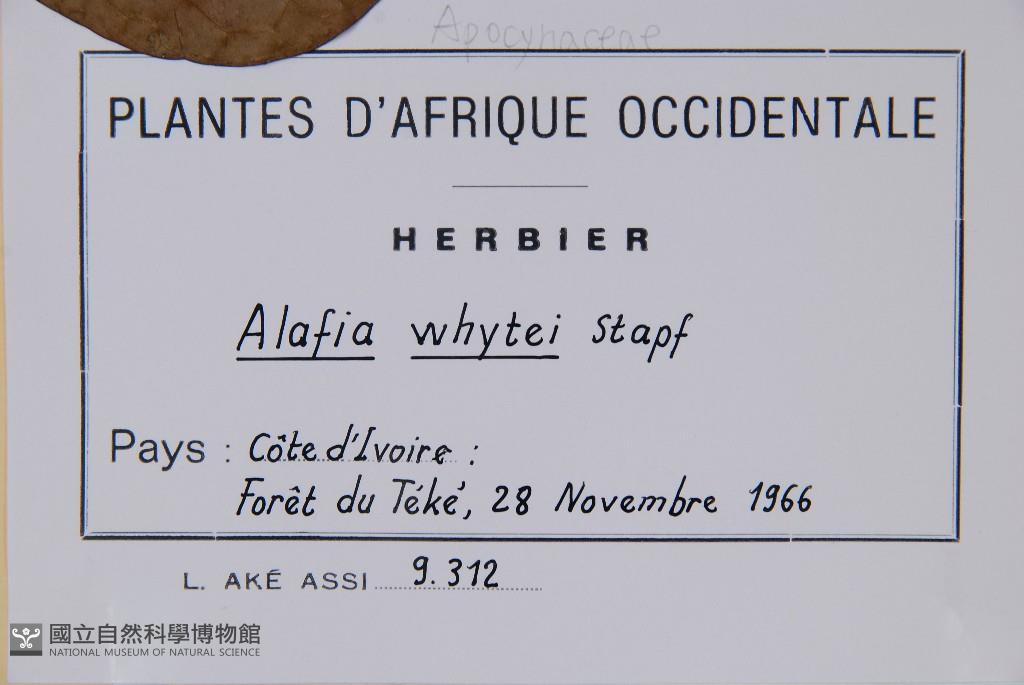 Apocynaceae
PLANTES D'AFRIQUE OCCIDENTALE
HERBIER
Alafia whytei Stapf
Pays : Côte d'Ivoire :
Forêt du Téké, 28 Novembre 1966
L. AKÉ ASSI 9.312
國立自然科學博物館
NATIONAL MUSEUM OF NATURAL SCIENCE